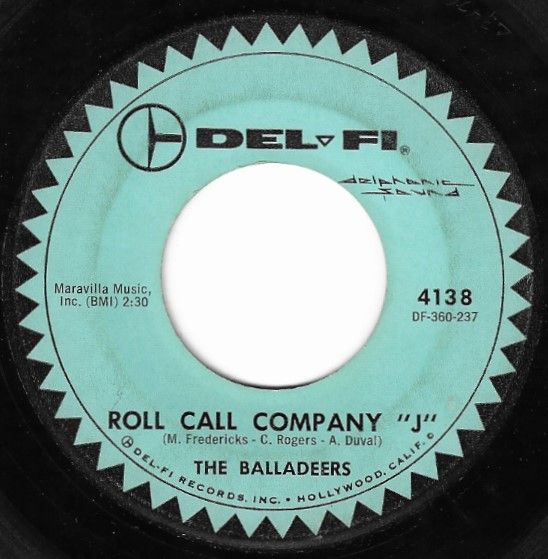 DEL-FI®
delphonic
sound
Maravilla Music,
Inc. (BMI) 2:30
4138
DF-360-237
ROLL CALL COMPANY "J"
(M. Fredericks - C. Rogers - A. Duval)
THE BALLADEERS
© DEL-FI RECORDS, INC. • HOLLYWOOD, CALIF. ©